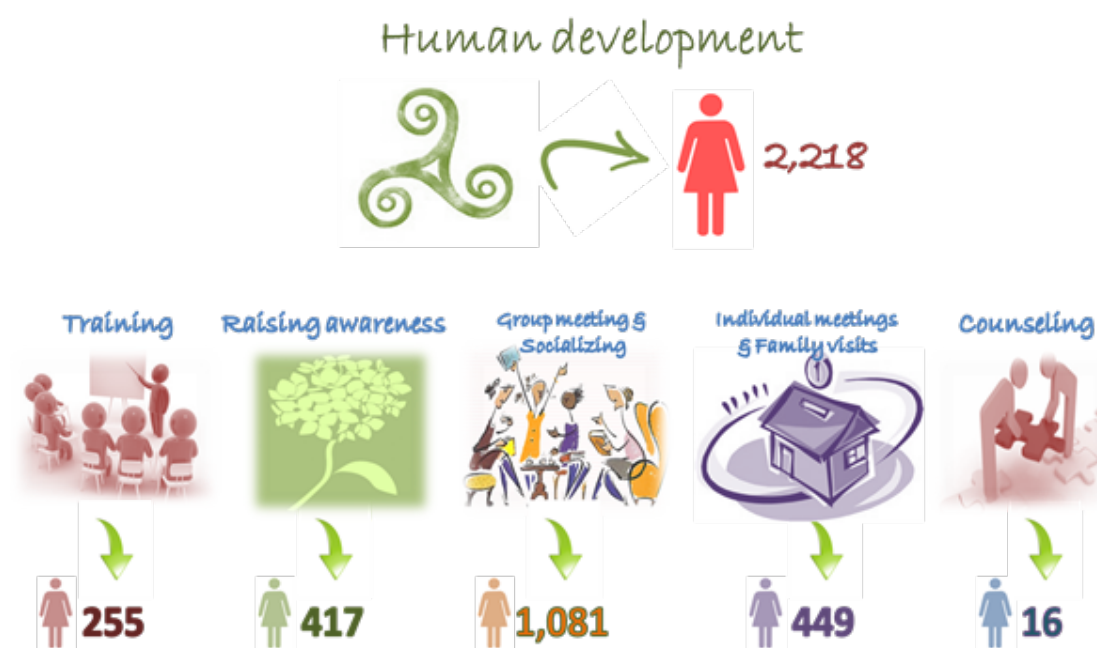 Human development
2,218
Training
Raising awareness
Group meeting &
Socializing
Individual meetings
& Family visits
Counseling
1
255
417
1,081
449
16